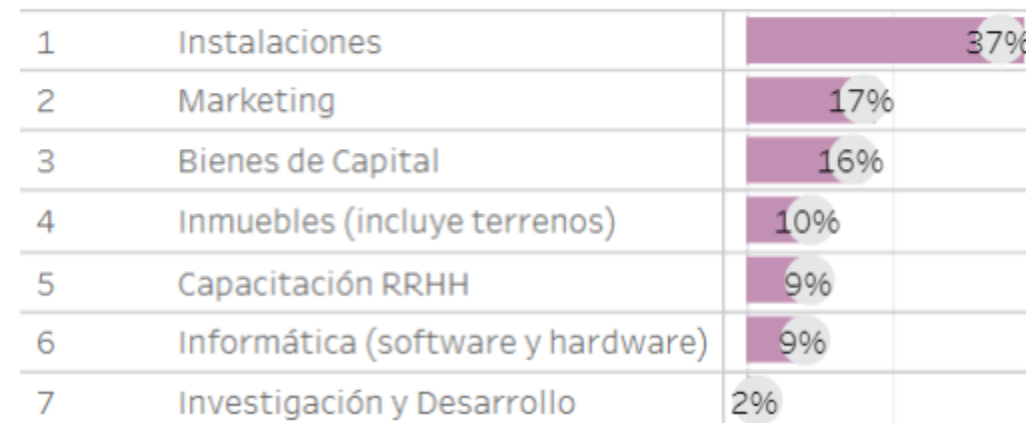 1 Instalaciones 37%
2 Marketing 17%
3 Bienes de Capital 16%
4 Inmuebles (incluye terrenos) 10%
5 Capacitación RRHH 9%
6 Informática (software y hardware) 9%
7 Investigación y Desarrollo 2%